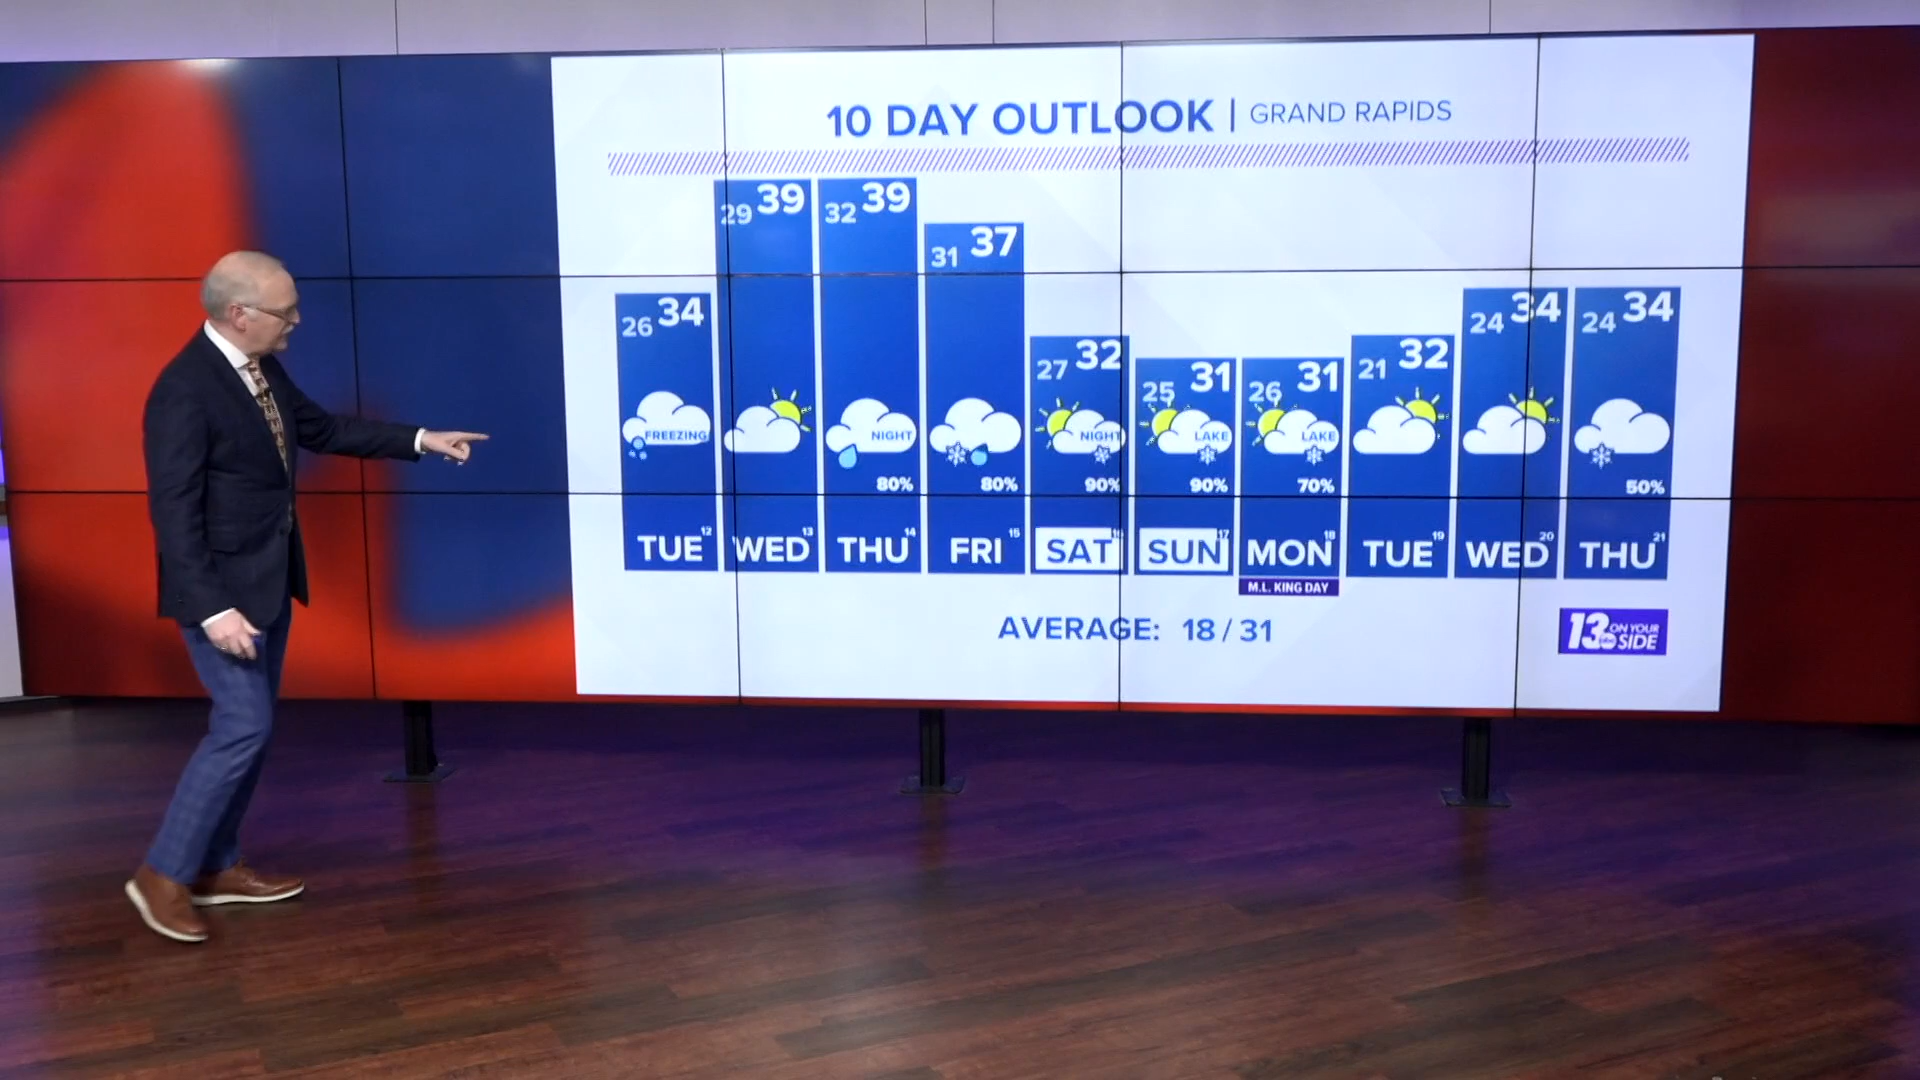 10 DAY OUTLOOK | GRAND RAPIDS
26 34
29 39
32 39
31 37
27 32
25 31
26 31
21 32
24 34
24 34
FREEZING
NIGHT
NIGHT
LAKE
LAKE
80%
80%
90%
90%
70%
50%
TUE 12
WED 13
THU 14
FRI 15
SAT 16
SUN 17
MON 18
TUE 19
WED 20
THU 21
M.L. KING DAY
AVERAGE: 18 / 31
13 abc ON YOUR SIDE